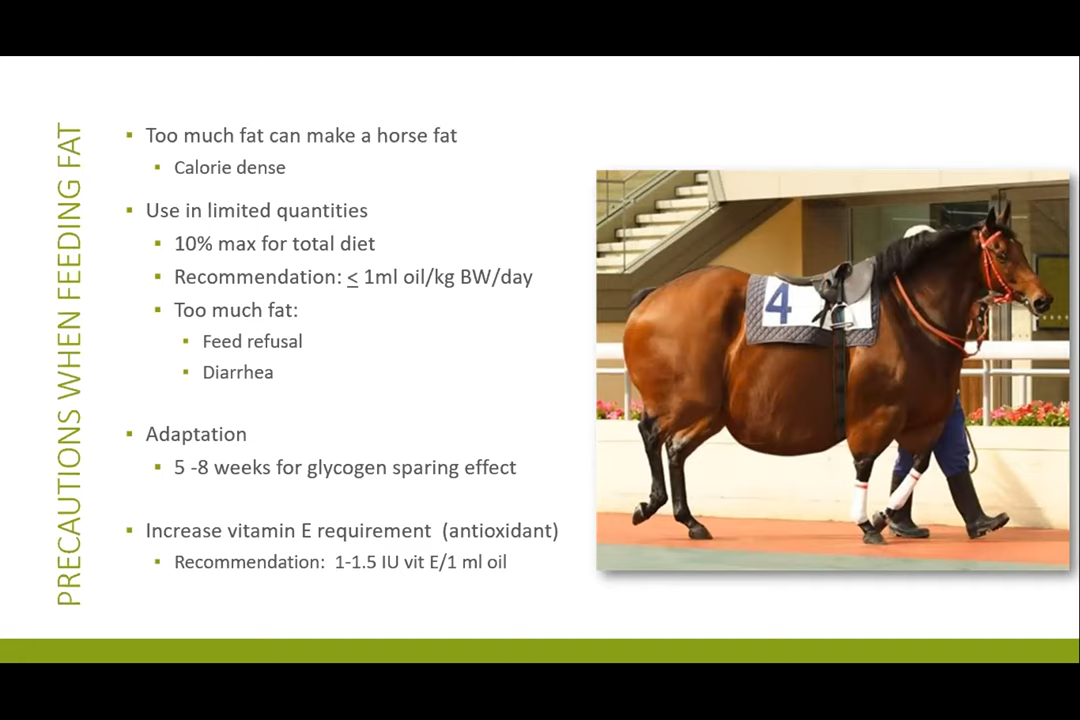 PRECAUTIONS WHEN FEEDING FAT
Too much fat can make a horse fat
Calorie dense
Use in limited quantities
10% max for total diet
Recommendation: < 1ml oil/kg BW/day
Too much fat:
Feed refusal
Diarrhea
Adaptation
5 -8 weeks for glycogen sparing effect
Increase vitamin E requirement (antioxidant)
Recommendation: 1-1.5 IU vit E/1 ml oil
4